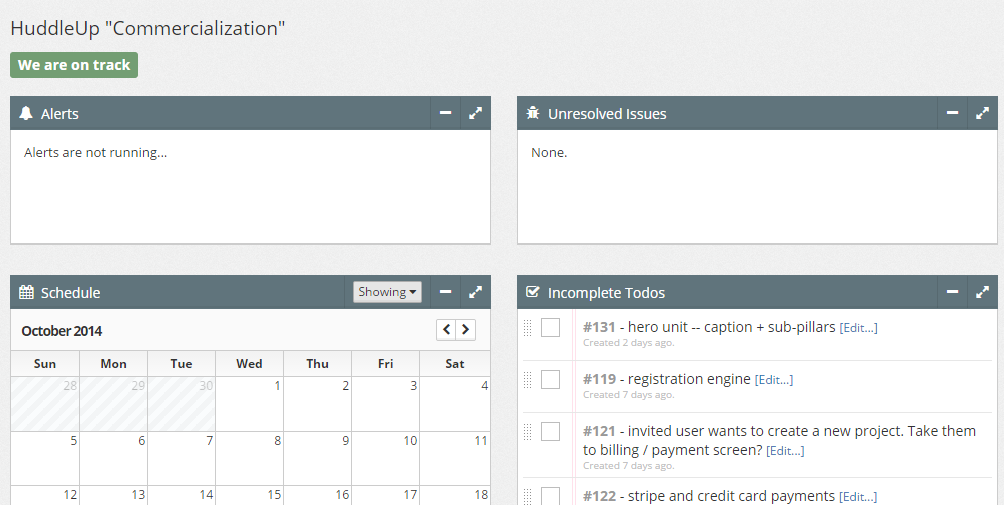 HuddleUp "Commercialization"
We are on track
Alerts
Alerts are not running...
Unresolved Issues
None.
Schedule
Showing
October 2014
Sun Mon Tue Wed Thu Fri Sat
28 29 30 1 2 3 4
5 6 7 8 9 10 11
12 13 14 15 16 17 18
Incomplete Todos
#131 - hero unit -- caption + sub-pillars [Edit...]
Created 2 days ago.
#119 - registration engine [Edit...]
Created 7 days ago.
#121 - invited user wants to create a new project. Take them
to billing / payment screen? [Edit...]
Created 7 days ago.
#122 - stripe and credit card payments [Edit...]